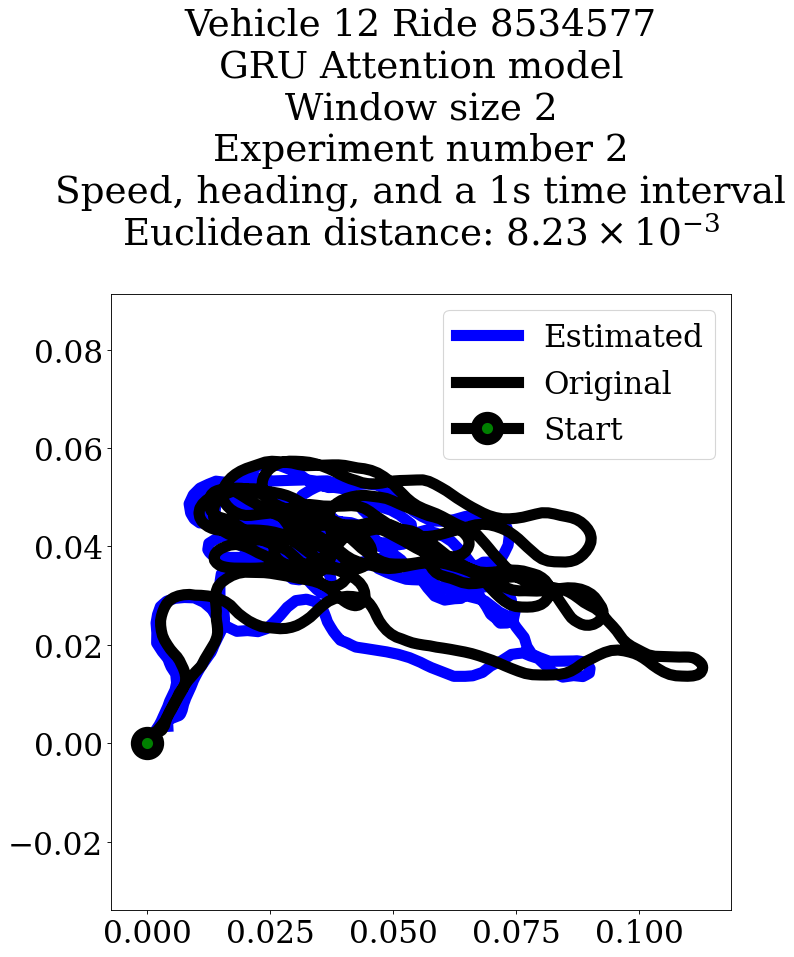 Vehicle 12 Ride 8534577
GRU Attention model
Window size 2
Experiment number 2
Speed, heading, and a 1s time interval
Euclidean distance: 8.23 × 10⁻³
Estimated
Original
Start
0.08
0.06
0.04
0.02
0.00
−0.02
0.000 0.025 0.050 0.075 0.100